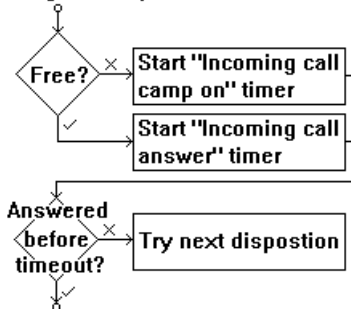 Free?
Start "Incoming call
camp on" timer
Start "Incoming call
answer" timer
Answered
before
timeout?
Try next dispostion